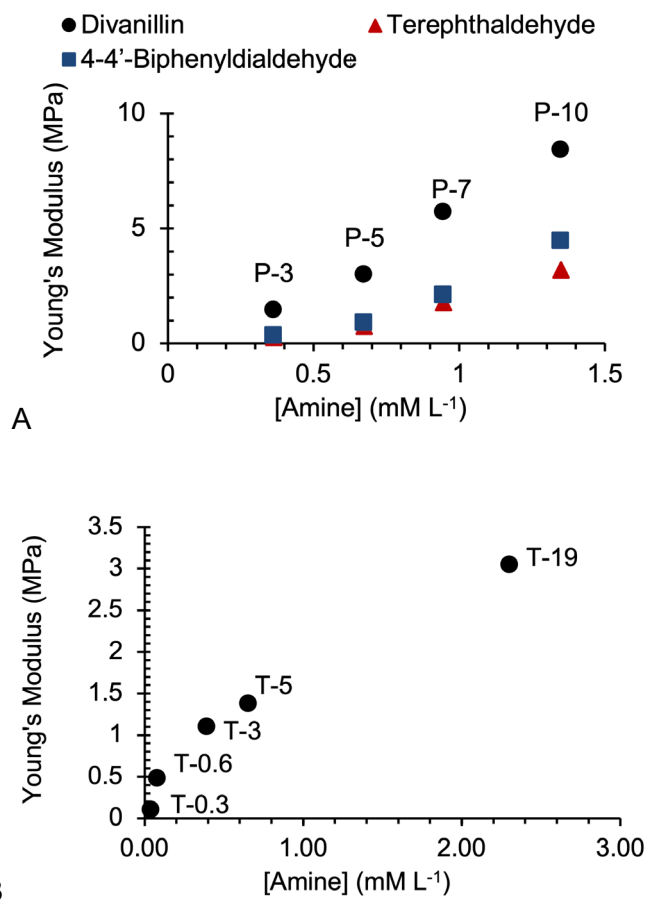 Divanillin Terephthaldehyde
4-4'-Biphenyldialdehyde
10
P-10
P-7
5
P-5
P-3
0
0 0.5 1 1.5
Young's Modulus (MPa)
[Amine] (mM L-1)
A
3.5
3
T-19
2.5
2
1.5
T-5
1
T-3
T-0.6
0.5
T-0.3
0
0.00 1.00 2.00 3.00
Young's Modulus (MPa)
[Amine] (mM L-1)